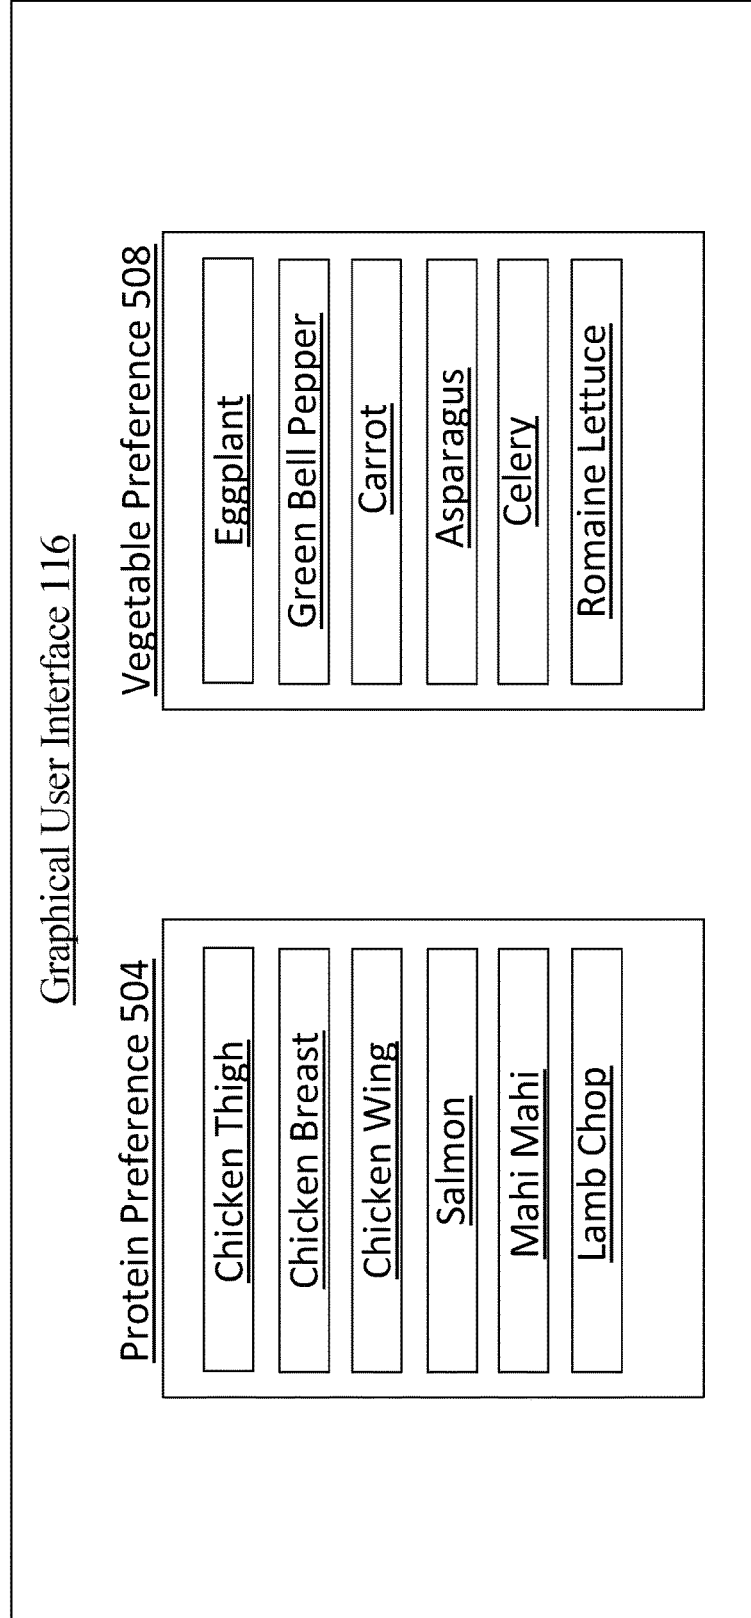 Graphical User Interface 116
Protein Preference 504
Chicken Thigh
Chicken Breast
Chicken Wing
Salmon
Mahi Mahi
Lamb Chop
Vegetable Preference 508
Eggplant
Green Bell Pepper
Carrot
Asparagus
Celery
Romaine Lettuce